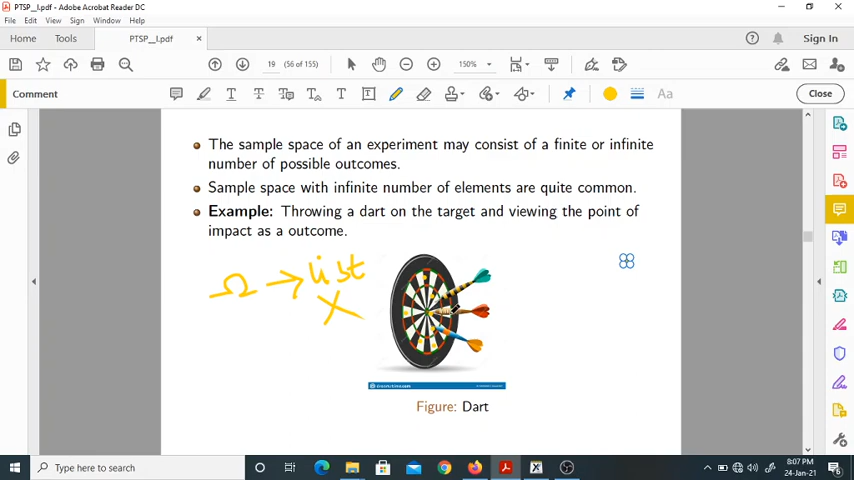 PTSP__I.pdf - Adobe Acrobat Reader DC
File Edit View Sign Window Help
Home Tools PTSP__I.pdf × Sign In
19 (56 of 155) 150%
Comment Aa Close
The sample space of an experiment may consist of a finite or infinite
number of possible outcomes.
Sample space with infinite number of elements are quite common.
Example: Throwing a dart on the target and viewing the point of
impact as a outcome.
Ω → list
X
Figure: Dart
Type here to search
8:07 PM
24-Jan-21